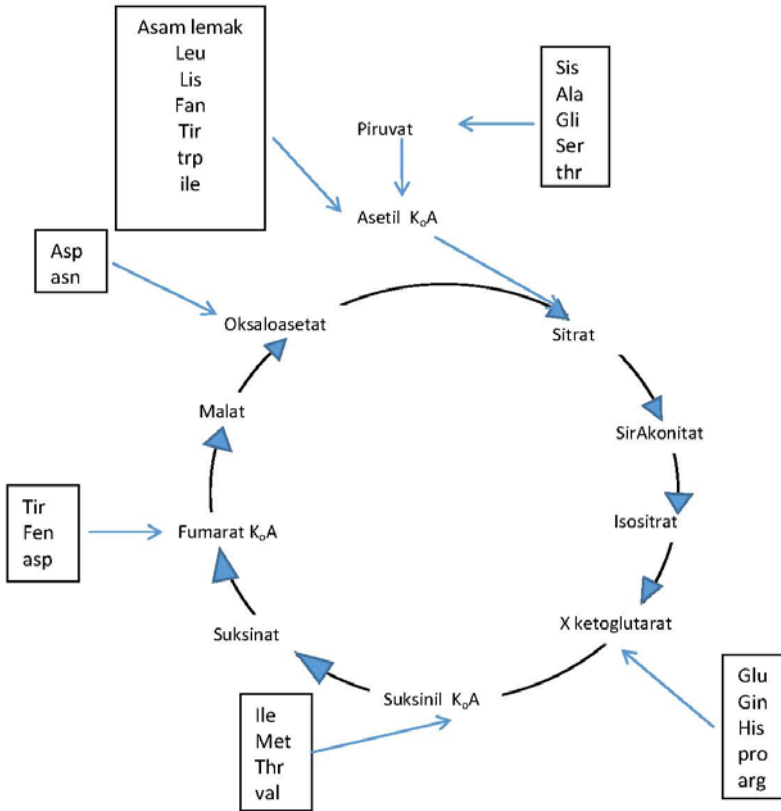 Asam lemak
Leu
Lis
Fan
Tir
trp
ile
Sis
Ala
Gli
Ser
thr
Piruvat
Asetil KoA
Asp
asn
Oksaloasetat
Sitrat
Malat
SirAkonitat
Tir
Fen
asp
Fumarat KoA
Isositrat
X ketoglutarat
Suksinat
Suksinil KoA
Ile
Met
Thr
val
Glu
Gin
His
pro
arg